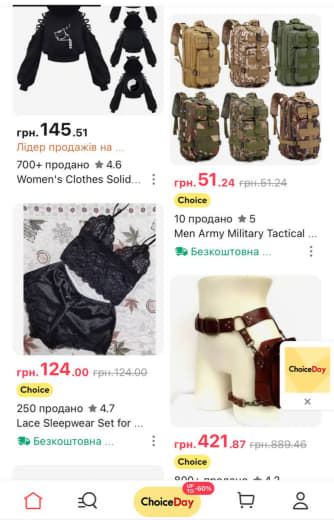 грн.145.51
Лідер продажів на ...
700+ продано ★ 4.6
Women's Clothes Solid...
грн.51.24 грн.51.24
Choice
10 продано ★ 5
Men Army Military Tactical ...
Безкоштовна ...
грн.124.00 грн.124.00
Choice
250 продано ★ 4.7
Lace Sleepwear Set for ...
Безкоштовна ...
ChoiceDay
грн.421.87 грн.889.46
Choice
800+ продано ★ 4.2
UP TO -60%
ChoiceDay